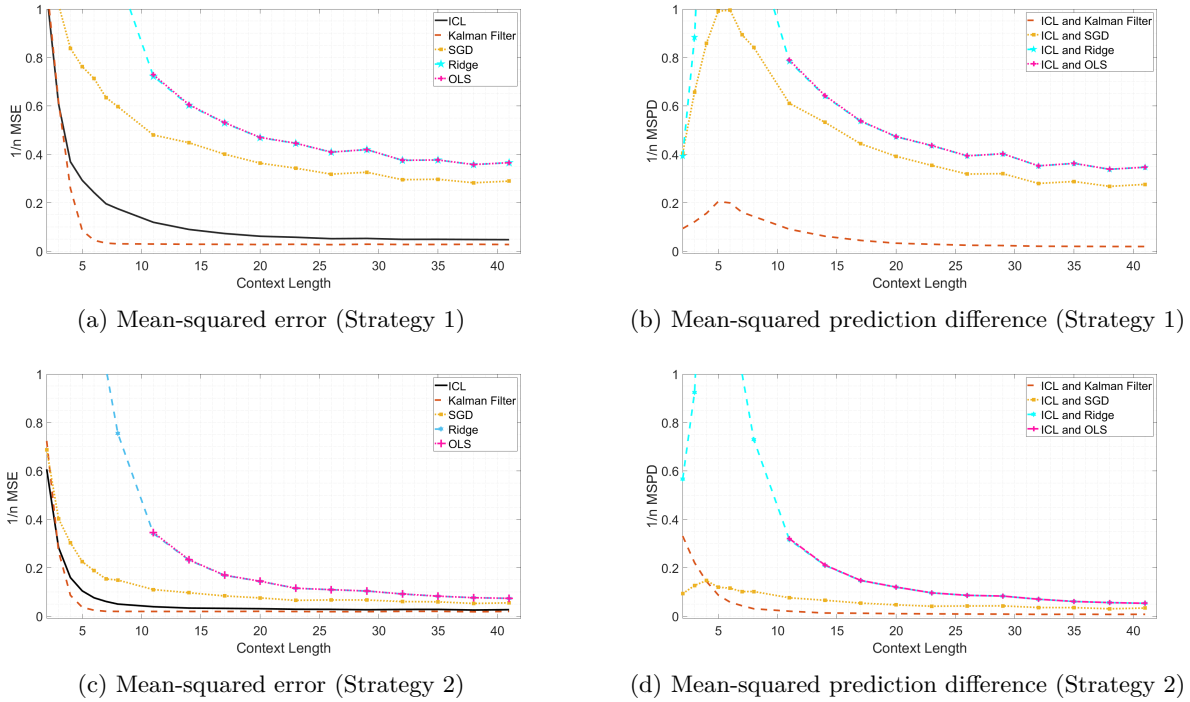 1
0.8
0.6
0.4
0.2
0
1/n MSE
5 10 15 20 25 30 35 40
Context Length
ICL
Kalman Filter
SGD
Ridge
OLS
(a) Mean-squared error (Strategy 1)
1
0.8
0.6
0.4
0.2
0
1/n MSPD
5 10 15 20 25 30 35 40
Context Length
ICL and Kalman Filter
ICL and SGD
ICL and Ridge
ICL and OLS
(b) Mean-squared prediction difference (Strategy 1)
1
0.8
0.6
0.4
0.2
0
1/n MSE
5 10 15 20 25 30 35 40
Context Length
ICL
Kalman Filter
SGD
Ridge
OLS
(c) Mean-squared error (Strategy 2)
1
0.8
0.6
0.4
0.2
0
1/n MSPD
5 10 15 20 25 30 35 40
Context Length
ICL and Kalman Filter
ICL and SGD
ICL and Ridge
ICL and OLS
(d) Mean-squared prediction difference (Strategy 2)